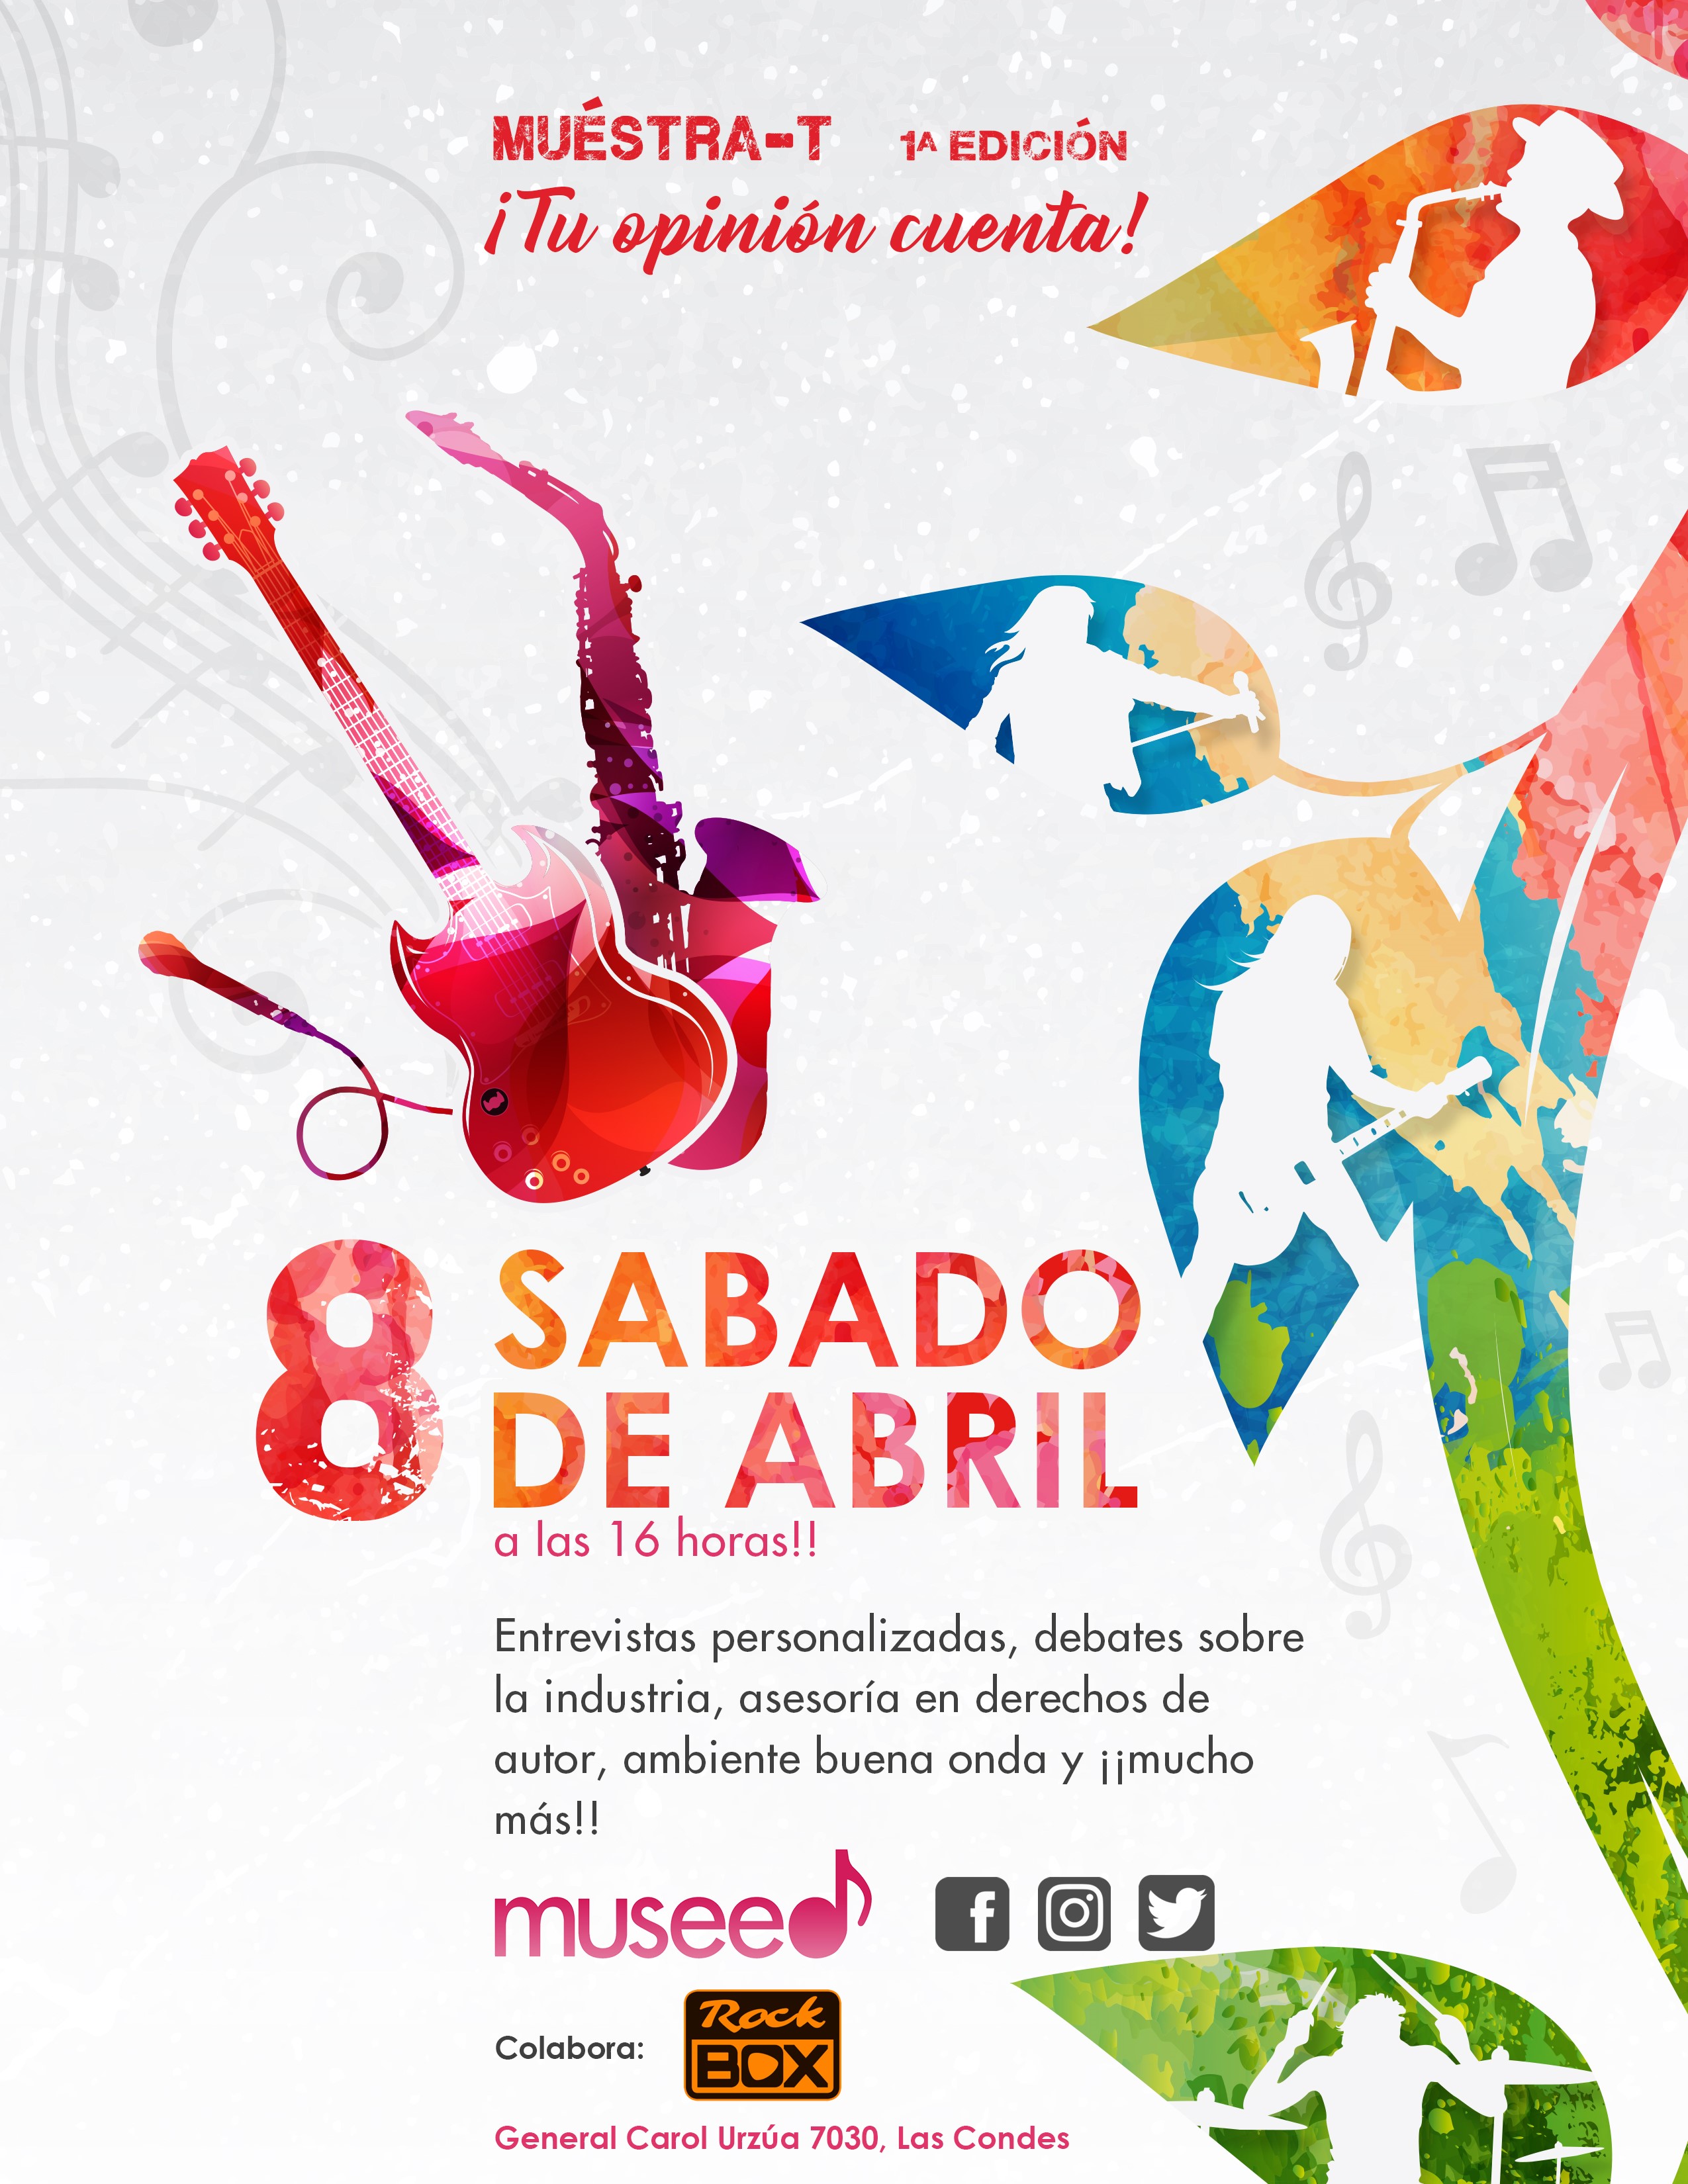 MUÉSTRA-T 1ª EDICIÓN
¡Tu opinión cuenta!
8 SABADO
DE ABRIL
a las 16 horas!!
Entrevistas personalizadas, debates sobre
la industria, asesoría en derechos de
autor, ambiente buena onda y ¡¡mucho
más!!
museed
Colabora: Rock
BOX
General Carol Urzúa 7030, Las Condes